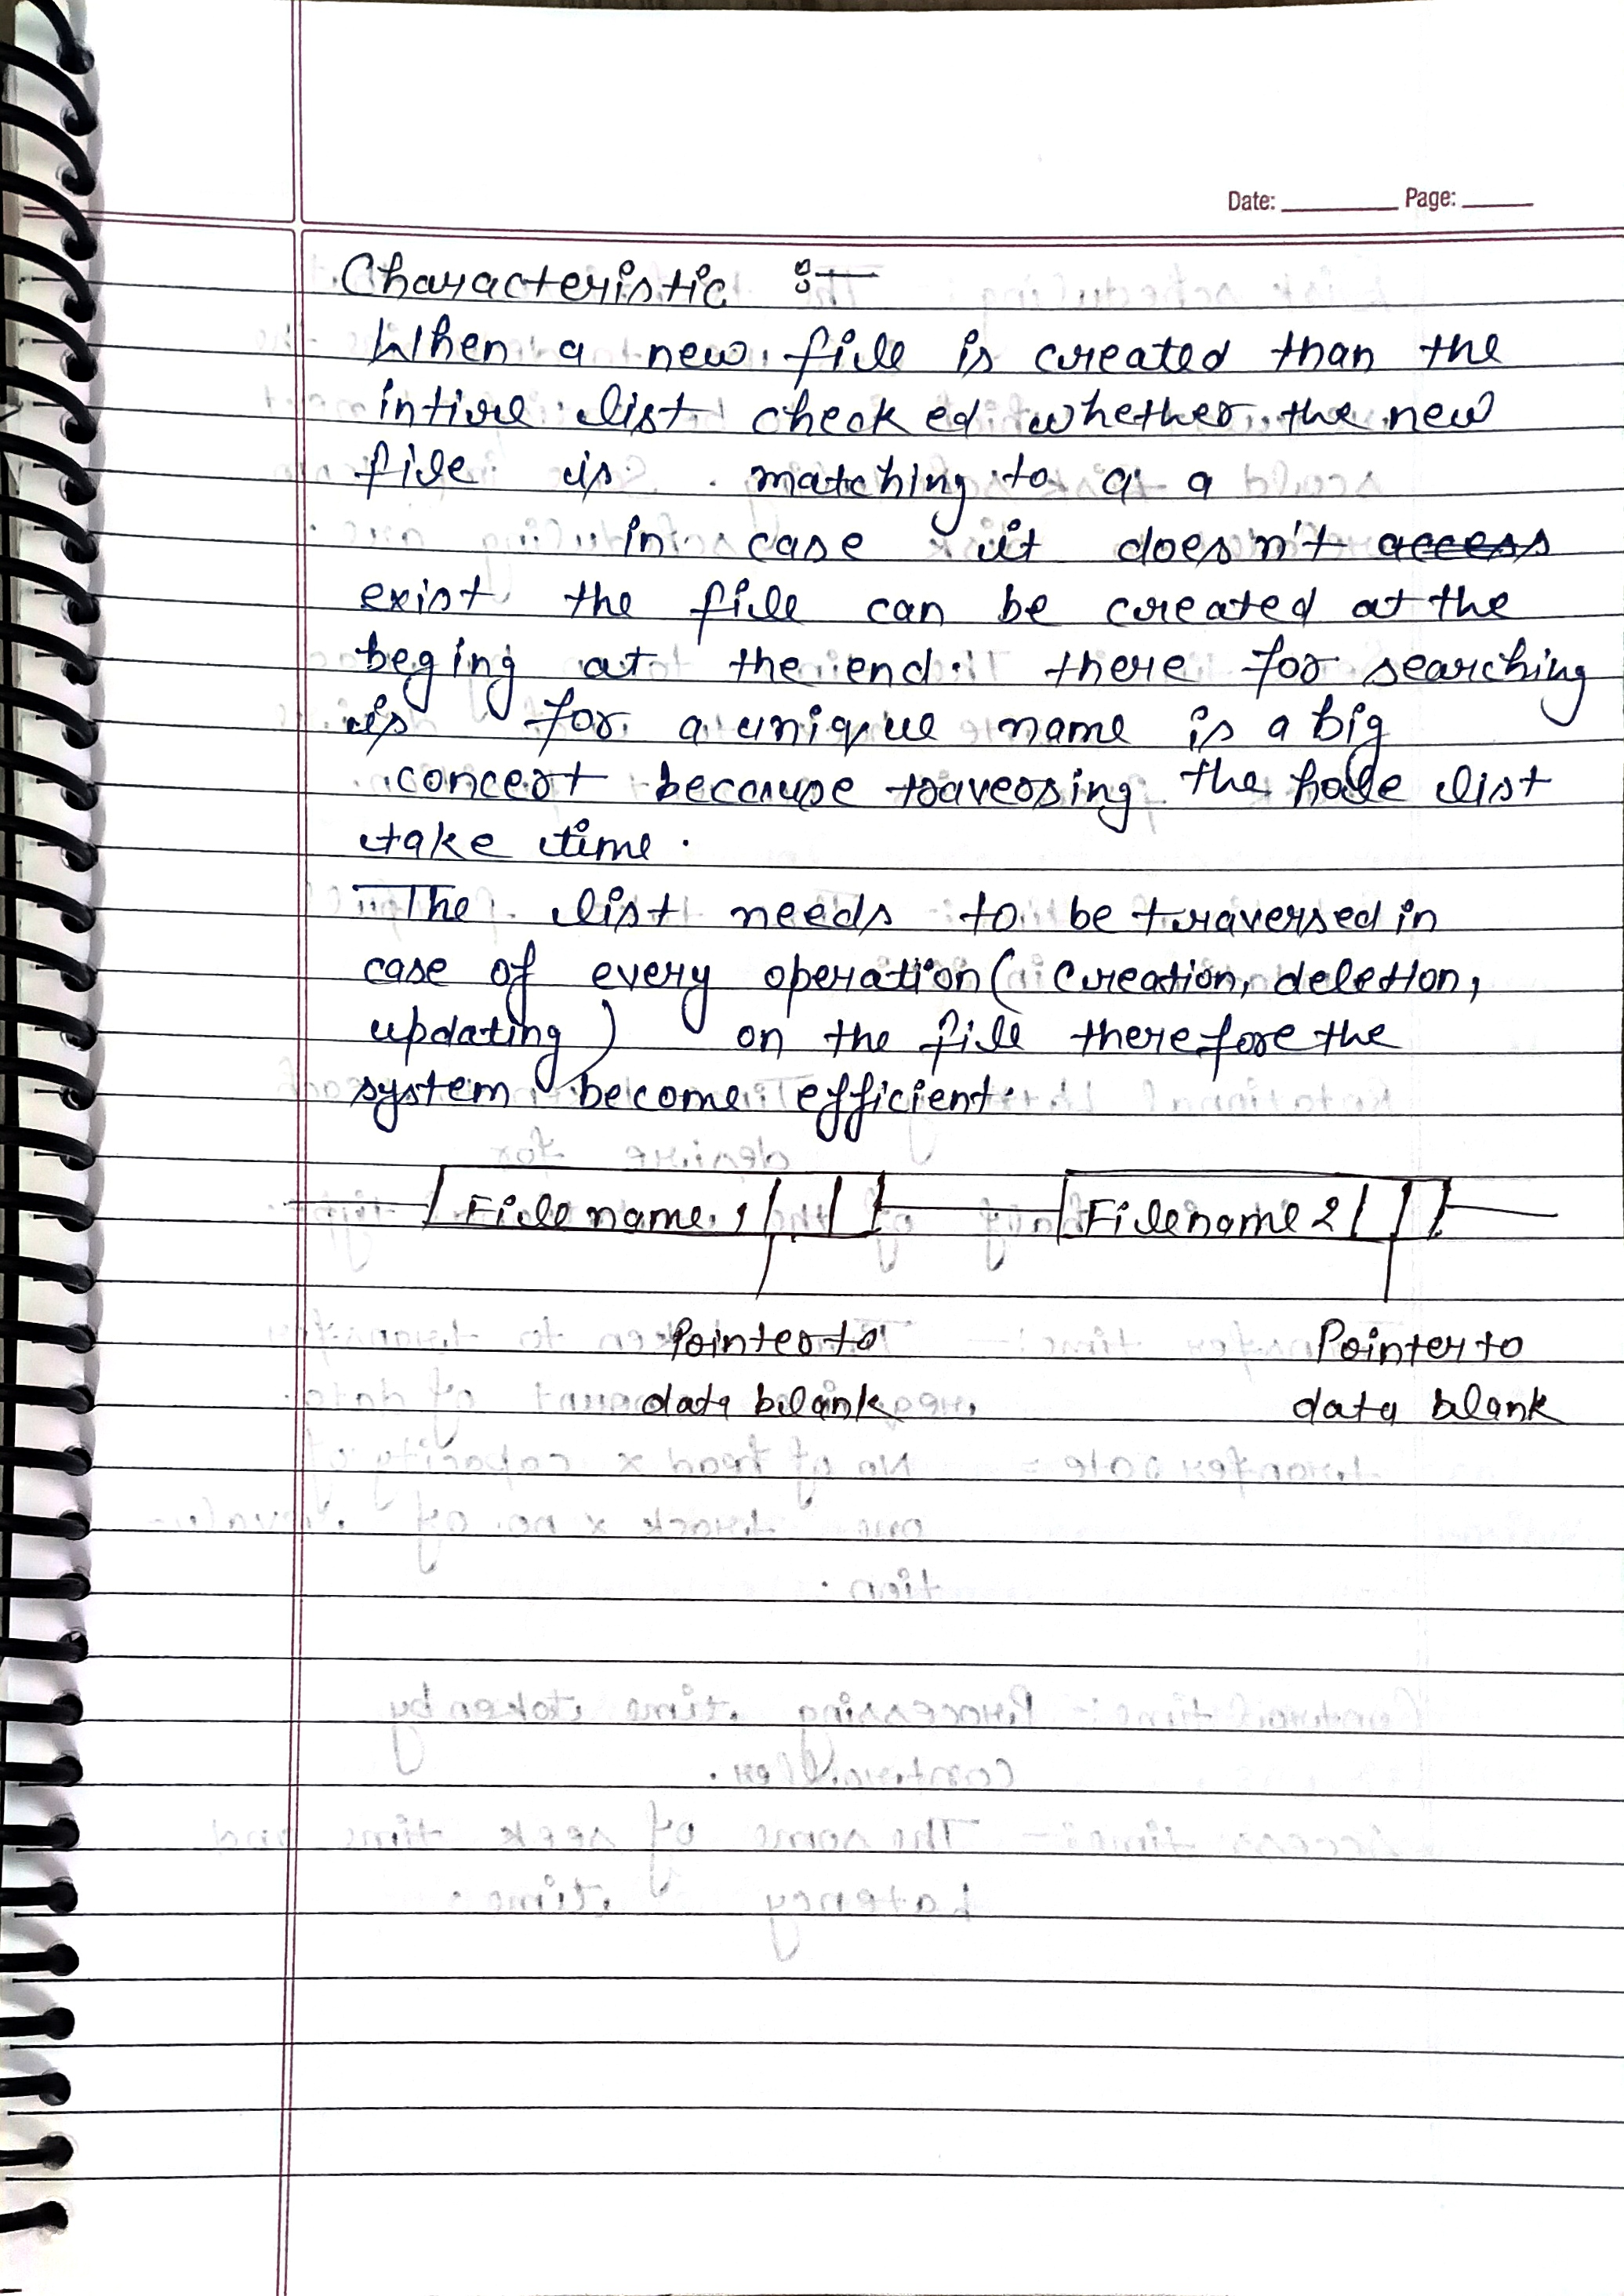 Date: Page:
Characteristic :-
When a new file is created than the
intire list checked whether the new
file is matching to a a
in case it doesn't access
exist the file can be created at the
beging at the end. there for searching
is for a unique name is a big
concert because traversing the hole list
take time.
The list needs to be traversed in
case of every operation (creation, deletion,
updating) on the file therefore the
system become efficient.
File name 1 File name 2
Pointer to Pointer to
data blank data blank